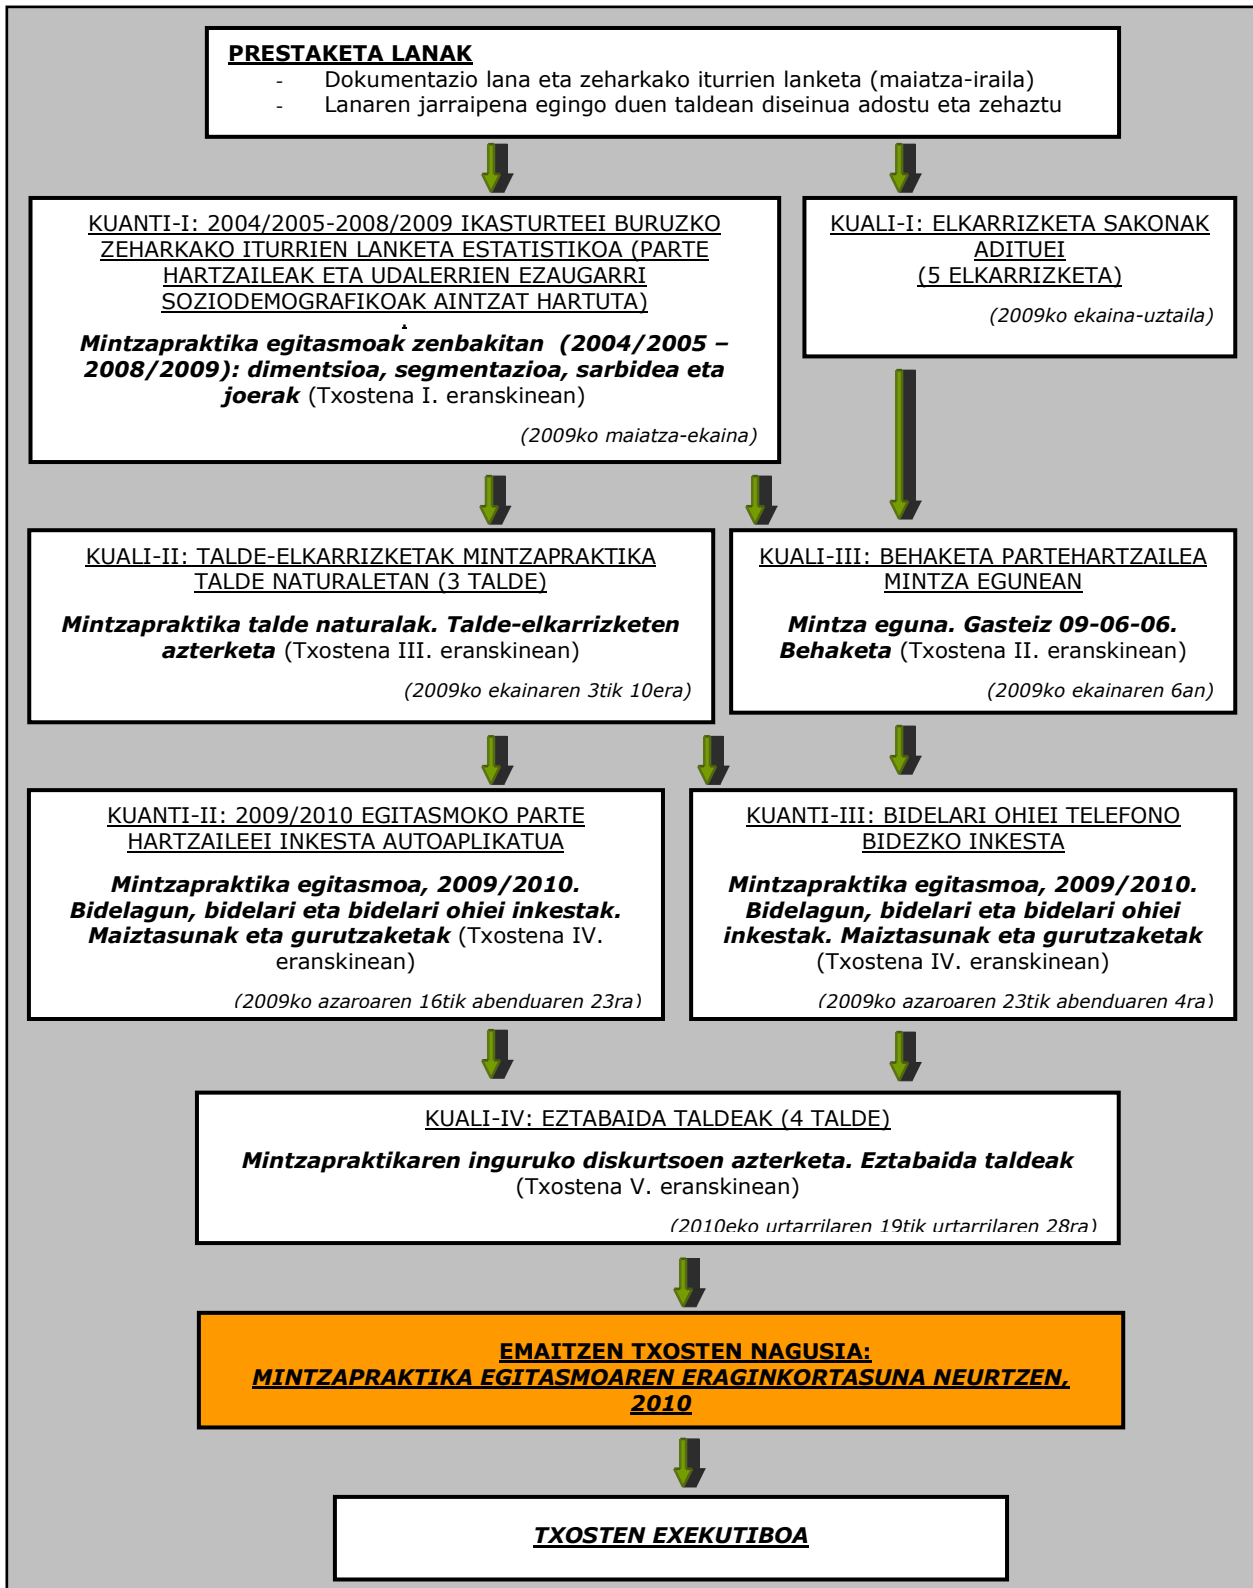 PRESTAKETA LANAK
- Dokumentazio lana eta zeharkako iturrien lanketa (maiatza-iraila)
- Lanaren jarraipena egingo duen taldean diseinua adostu eta zehaztu
KUANTI-I: 2004/2005-2008/2009 IKASTURTEEI BURUZKO
ZEHARKAKO ITURRIEN LANKETA ESTATISTIKOA (PARTE
HARTZAILEAK ETA UDALERRIEN EZAUGARRI
SOZIODEMOGRAFIKOAK AINTZAT HARTUTA)
.
Mintzapraktika egitasmoak zenbakitan (2004/2005 –
2008/2009): dimentsioa, segmentazioa, sarbidea eta
joerak (Txostena I. eranskinean)
(2009ko maiatza-ekaina)
KUALI-I: ELKARRIZKETA SAKONAK
ADITUEI
(5 ELKARRIZKETA)
(2009ko ekaina-uztaila)
KUALI-II: TALDE-ELKARRIZKETAK MINTZAPRAKTIKA
TALDE NATURALETAN (3 TALDE)
Mintzapraktika talde naturalak. Talde-elkarrizketen
azterketa (Txostena III. eranskinean)
(2009ko ekainaren 3tik 10era)
KUALI-III: BEHAKETA PARTEHARTZAILEA
MINTZA EGUNEAN
Mintza eguna. Gasteiz 09-06-06.
Behaketa (Txostena II. eranskinean)
(2009ko ekainaren 6an)
KUANTI-II: 2009/2010 EGITASMOKO PARTE
HARTZAILEEI INKESTA AUTOAPLIKATUA
Mintzapraktika egitasmoa, 2009/2010.
Bidelagun, bidelari eta bidelari ohiei inkestak.
Maiztasunak eta gurutzaketak (Txostena IV.
eranskinean)
(2009ko azaroaren 16tik abenduaren 23ra)
KUANTI-III: BIDELARI OHIEI TELEFONO
BIDEZKO INKESTA
Mintzapraktika egitasmoa, 2009/2010.
Bidelagun, bidelari eta bidelari ohiei
inkestak. Maiztasunak eta gurutzaketak
(Txostena IV. eranskinean)
(2009ko azaroaren 23tik abenduaren 4ra)
KUALI-IV: EZTABAIDA TALDEAK (4 TALDE)
Mintzapraktikaren inguruko diskurtsoen azterketa. Eztabaida taldeak
(Txostena V. eranskinean)
(2010eko urtarrilaren 19tik urtarrilaren 28ra)
EMAITZEN TXOSTEN NAGUSIA:
MINTZAPRAKTIKA EGITASMOAREN ERAGINKORTASUNA NEURTZEN,
2010
TXOSTEN EXEKUTIBOA